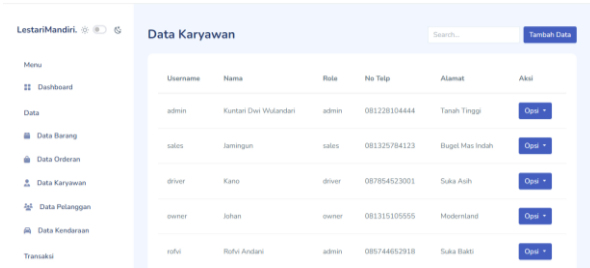 LestariMandiri.
Menu
Dashboard
Data
Data Barang
Data Orderan
Data Karyawan
Data Pelanggan
Data Kendaraan
Transaksi
Data Karyawan
Search...
Tambah Data
Username Nama Role No Telp Alamat Aksi
admin Kuntari Dwi Wulandari admin 081228104444 Tanah Tinggi Opsi
sales Jamingun sales 081325784123 Bugel Mas Indah Opsi
driver Kano driver 087854523001 Suka Asih Opsi
owner Johan owner 081315105555 Modernland Opsi
rofvi Rofvi Andani admin 085744652918 Suka Bakti Opsi